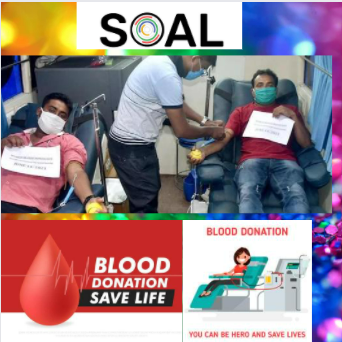 SOAL
BLOOD
DONATION
SAVE LIFE
BLOOD DONATION
YOU CAN BE HERO AND SAVE LIVES